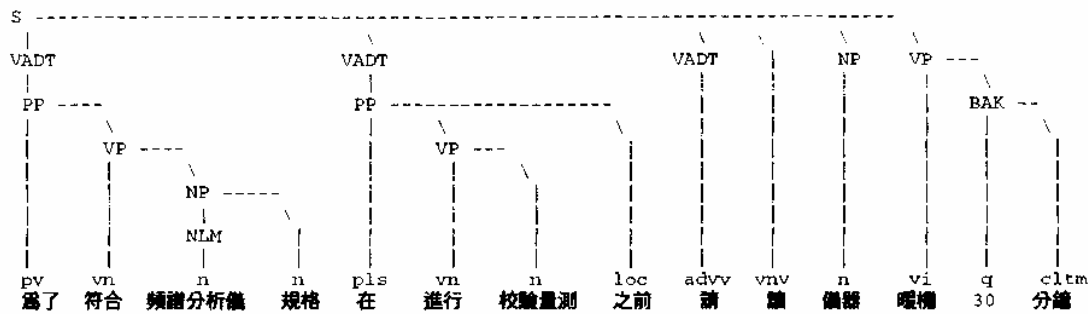 S
VADT VADT VADT NP VP
PP PP BAK
VP VP
NP
NLM
pv vn n n pls vn n loc advv vnv n vi q cltm
為了 符合 頻譜分析儀 規格 在 進行 校驗量測 之前 請 讓 儀器 暖機 30 分鐘